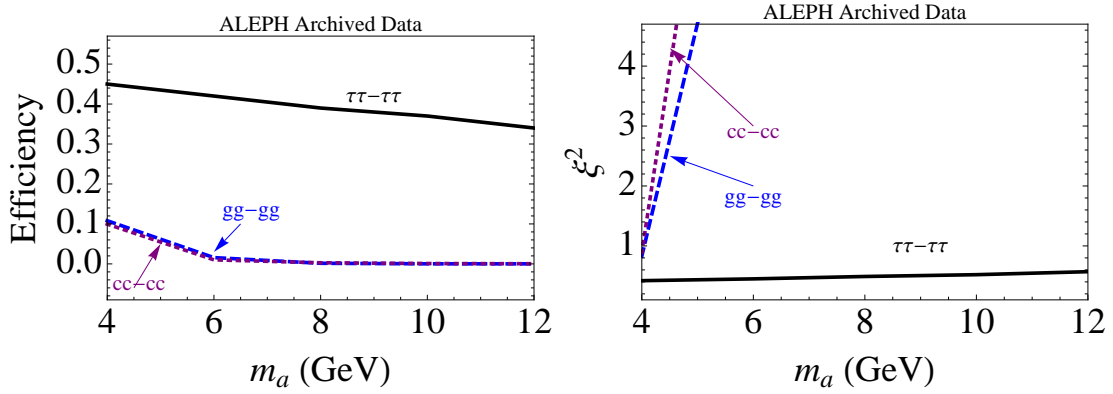 ALEPH Archived Data
Efficiency
0.5
0.4
0.3
0.2
0.1
0.0
ττ−ττ
gg−gg
cc−cc
4 6 8 10 12
m_a (GeV)
ALEPH Archived Data
ξ²
4
3
2
1
cc−cc
gg−gg
ττ−ττ
4 6 8 10 12
m_a (GeV)